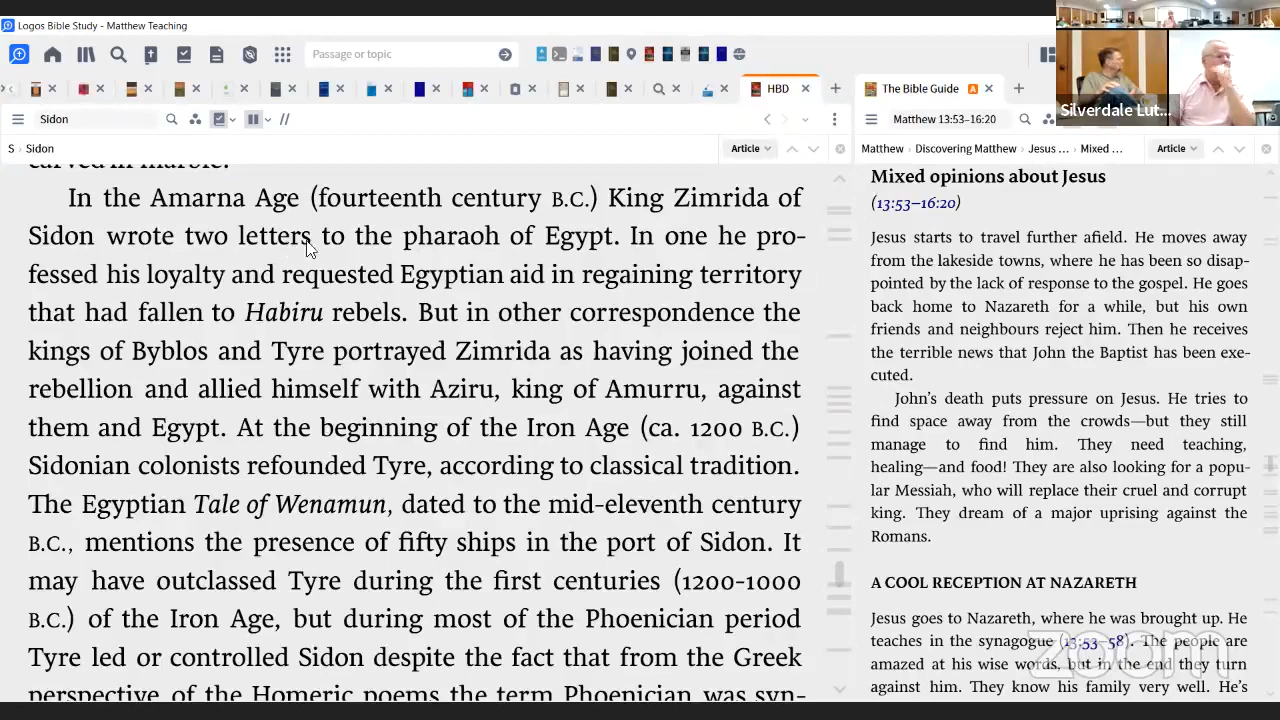 Logos Bible Study - Matthew Teaching
Passage or topic
HBD
The Bible Guide A
Sidon
Matthew 13:53–16:20
S › Sidon
Article
Matthew › Discovering Matthew › Jesus ... › Mixed ...
Article
Silverdale Lut...
carved in marble.
In the Amarna Age (fourteenth century B.C.) King Zimrida of
Sidon wrote two letters to the pharaoh of Egypt. In one he pro-
fessed his loyalty and requested Egyptian aid in regaining territory
that had fallen to Habiru rebels. But in other correspondence the
kings of Byblos and Tyre portrayed Zimrida as having joined the
rebellion and allied himself with Aziru, king of Amurru, against
them and Egypt. At the beginning of the Iron Age (ca. 1200 B.C.)
Sidonian colonists refounded Tyre, according to classical tradition.
The Egyptian Tale of Wenamun, dated to the mid-eleventh century
B.C., mentions the presence of fifty ships in the port of Sidon. It
may have outclassed Tyre during the first centuries (1200-1000
B.C.) of the Iron Age, but during most of the Phoenician period
Tyre led or controlled Sidon despite the fact that from the Greek
perspective of the Homeric poems the term Phoenician was syn-
Mixed opinions about Jesus
(13:53–16:20)
Jesus starts to travel further afield. He moves away
from the lakeside towns, where he has been so disap-
pointed by the lack of response to the gospel. He goes
back home to Nazareth for a while, but his own
friends and neighbours reject him. Then he receives
the terrible news that John the Baptist has been exe-
cuted.
John's death puts pressure on Jesus. He tries to
find space away from the crowds—but they still
manage to find him. They need teaching,
healing—and food! They are also looking for a popu-
lar Messiah, who will replace their cruel and corrupt
king. They dream of a major uprising against the
Romans.
A COOL RECEPTION AT NAZARETH
Jesus goes to Nazareth, where he was brought up. He
teaches in the synagogue (13:53–58). The people are
amazed at his wise words, but in the end they turn
against him. They know his family very well. He's
zoom